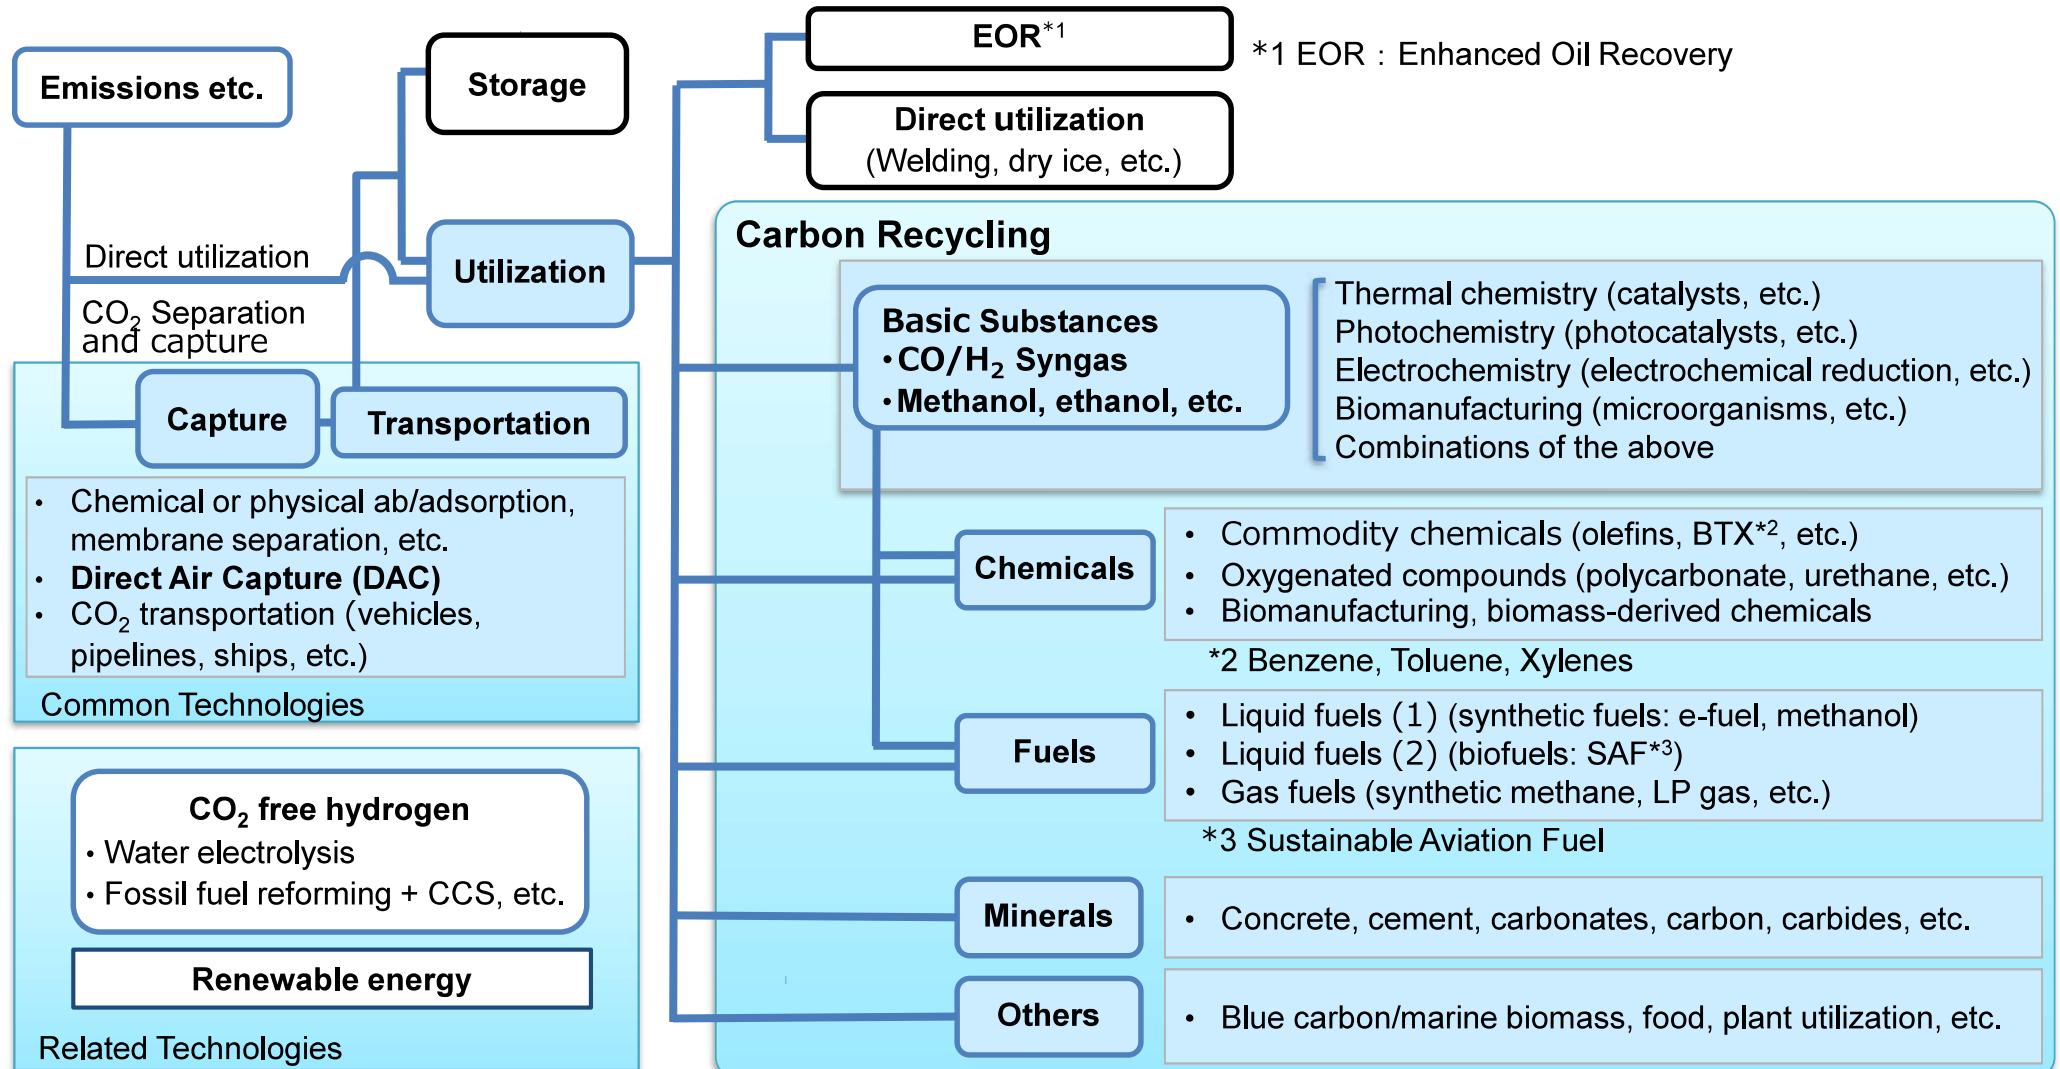 Emissions etc.
Storage
EOR*1
*1 EOR : Enhanced Oil Recovery
Direct utilization
(Welding, dry ice, etc.)
Direct utilization
Utilization
CO2 Separation
and capture
Capture
Transportation
• Chemical or physical ab/adsorption,
membrane separation, etc.
• Direct Air Capture (DAC)
• CO2 transportation (vehicles,
pipelines, ships, etc.)
Common Technologies
CO2 free hydrogen
• Water electrolysis
• Fossil fuel reforming + CCS, etc.
Renewable energy
Related Technologies
Carbon Recycling
Basic Substances
• CO/H2 Syngas
• Methanol, ethanol, etc.
Thermal chemistry (catalysts, etc.)
Photochemistry (photocatalysts, etc.)
Electrochemistry (electrochemical reduction, etc.)
Biomanufacturing (microorganisms, etc.)
Combinations of the above
Chemicals
• Commodity chemicals (olefins, BTX*2, etc.)
• Oxygenated compounds (polycarbonate, urethane, etc.)
• Biomanufacturing, biomass-derived chemicals
*2 Benzene, Toluene, Xylenes
Fuels
• Liquid fuels (1) (synthetic fuels: e-fuel, methanol)
• Liquid fuels (2) (biofuels: SAF*3)
• Gas fuels (synthetic methane, LP gas, etc.)
*3 Sustainable Aviation Fuel
Minerals
• Concrete, cement, carbonates, carbon, carbides, etc.
Others
• Blue carbon/marine biomass, food, plant utilization, etc.